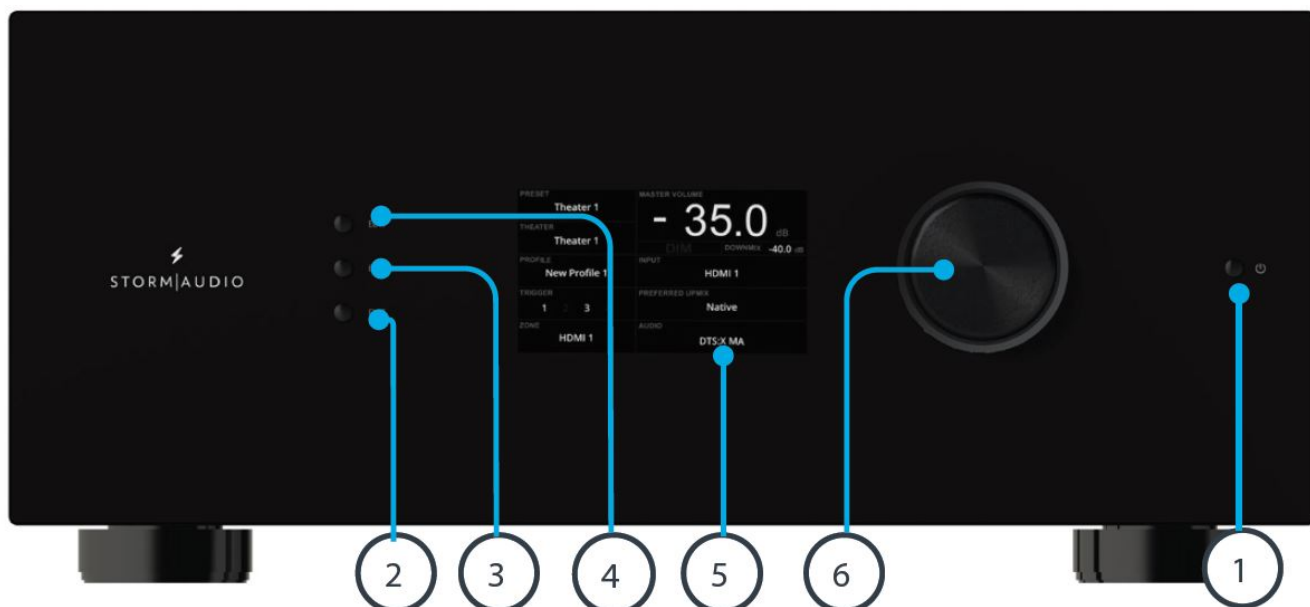 STORM|AUDIO
PRESET
Theater 1
THEATER
Theater 1
PROFILE
New Profile 1
TRIGGER
1 2 3
ZONE
HDMI 1
MASTER VOLUME
- 35.0 dB
DIM DOWNMIX -40.0 dB
INPUT
HDMI 1
PREFERRED UPMIX
Native
AUDIO
DTS:X MA
2 3 4 5 6 1